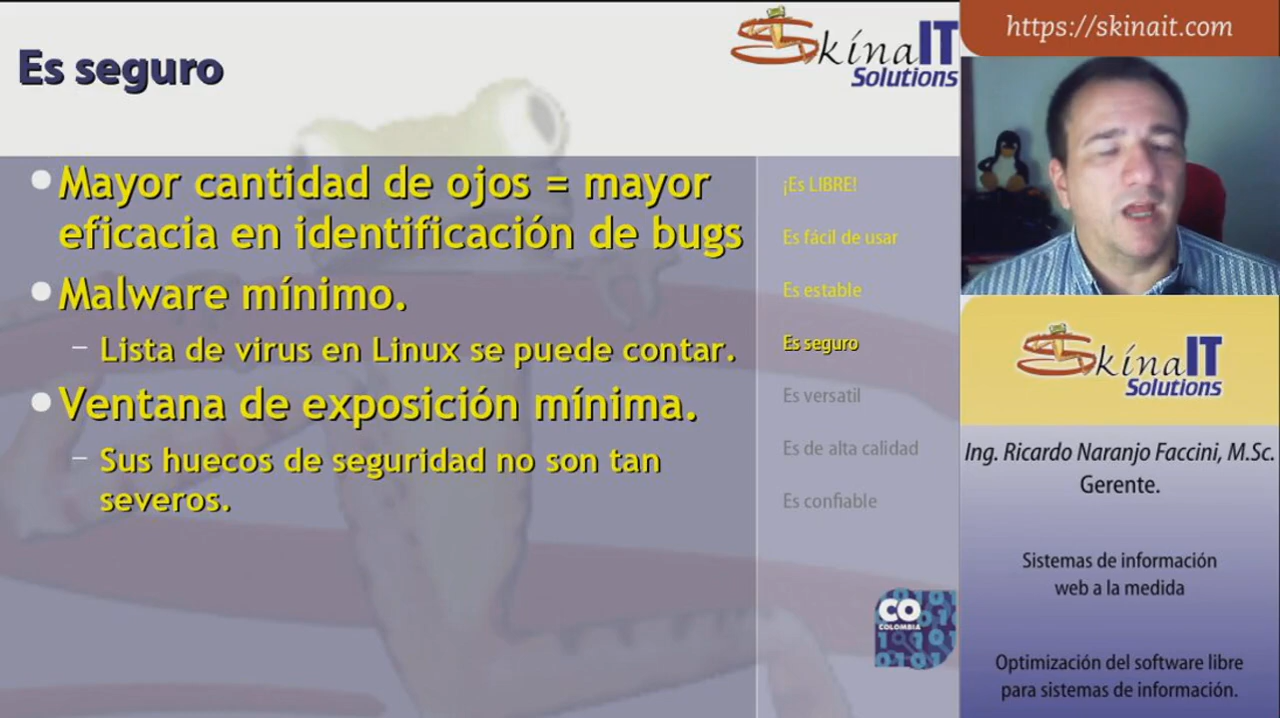 Es seguro
SkínaIT
Solutions
• Mayor cantidad de ojos = mayor
eficacia en identificación de bugs
• Malware mínimo.
– Lista de virus en Linux se puede contar.
• Ventana de exposición mínima.
– Sus huecos de seguridad no son tan
severos.
¡Es LIBRE!
Es fácil de usar
Es estable
Es seguro
Es versatil
Es de alta calidad
Es confiable
CO
COLOMBIA
https://skinait.com
SkínaIT
Solutions
Ing. Ricardo Naranjo Faccini, M.Sc.
Gerente.
Sistemas de información
web a la medida
Optimización del software libre
para sistemas de información.